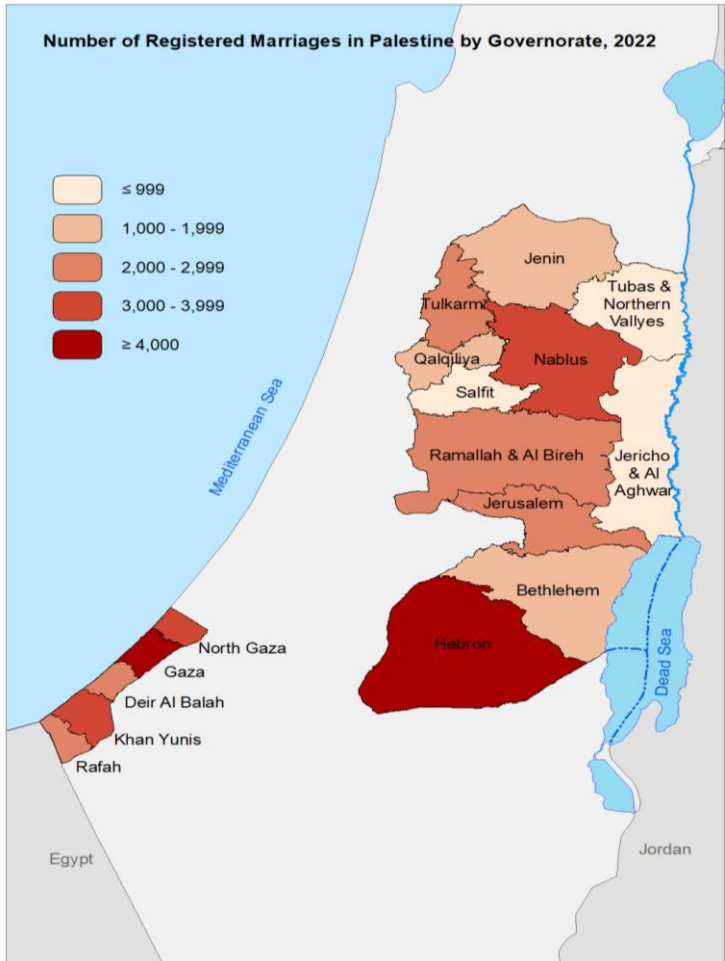 Number of Registered Marriages in Palestine by Governorate, 2022
≤ 999
1,000 - 1,999
2,000 - 2,999
3,000 - 3,999
≥ 4,000
Mediterranean Sea
Jenin
Tubas &
Northern
Vallyes
Tulkarm
Qalqiliya
Nablus
Salfit
Ramallah & Al Bireh
Jericho
& Al
Aghwar
Jerusalem
Bethlehem
Hebron
Dead Sea
North Gaza
Gaza
Deir Al Balah
Khan Yunis
Rafah
Egypt
Jordan